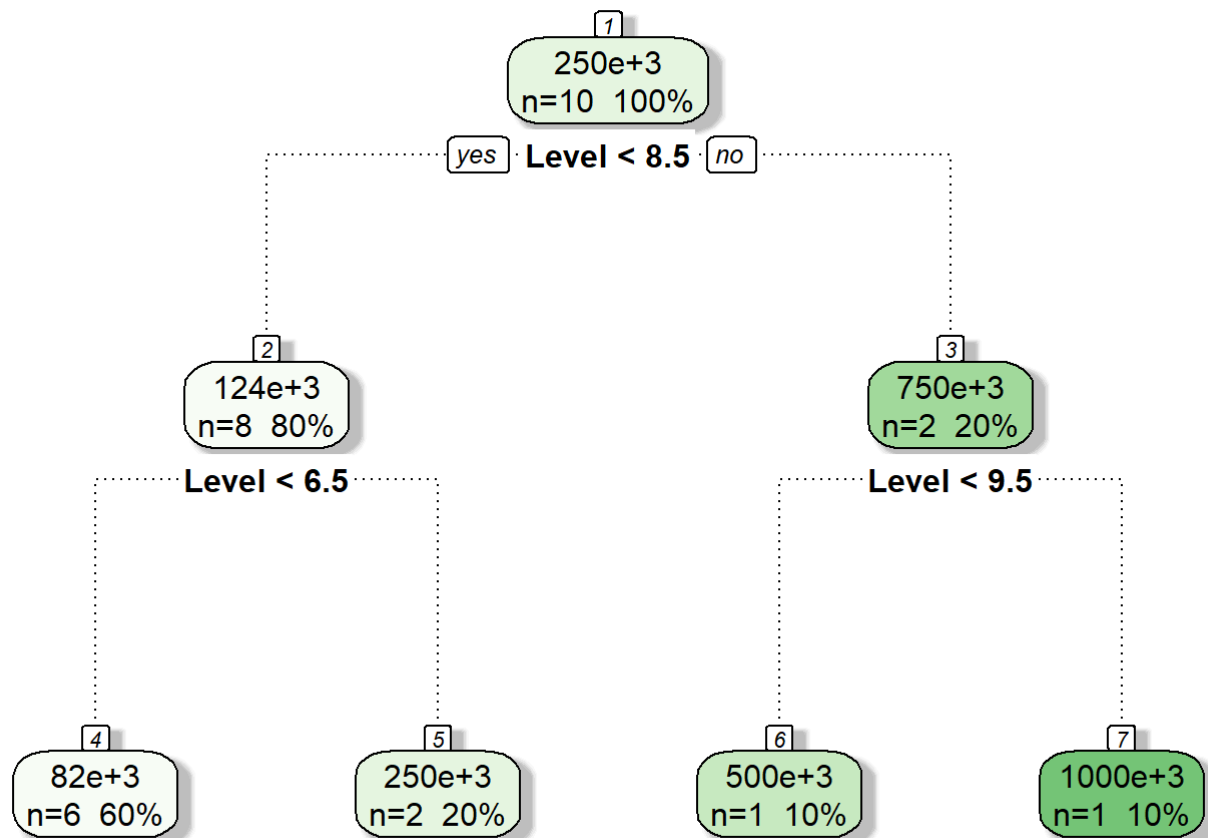 1
250e+3
n=10 100%
yes Level < 8.5 no
2
124e+3
n=8 80%
3
750e+3
n=2 20%
Level < 6.5
Level < 9.5
4
82e+3
n=6 60%
5
250e+3
n=2 20%
6
500e+3
n=1 10%
7
1000e+3
n=1 10%